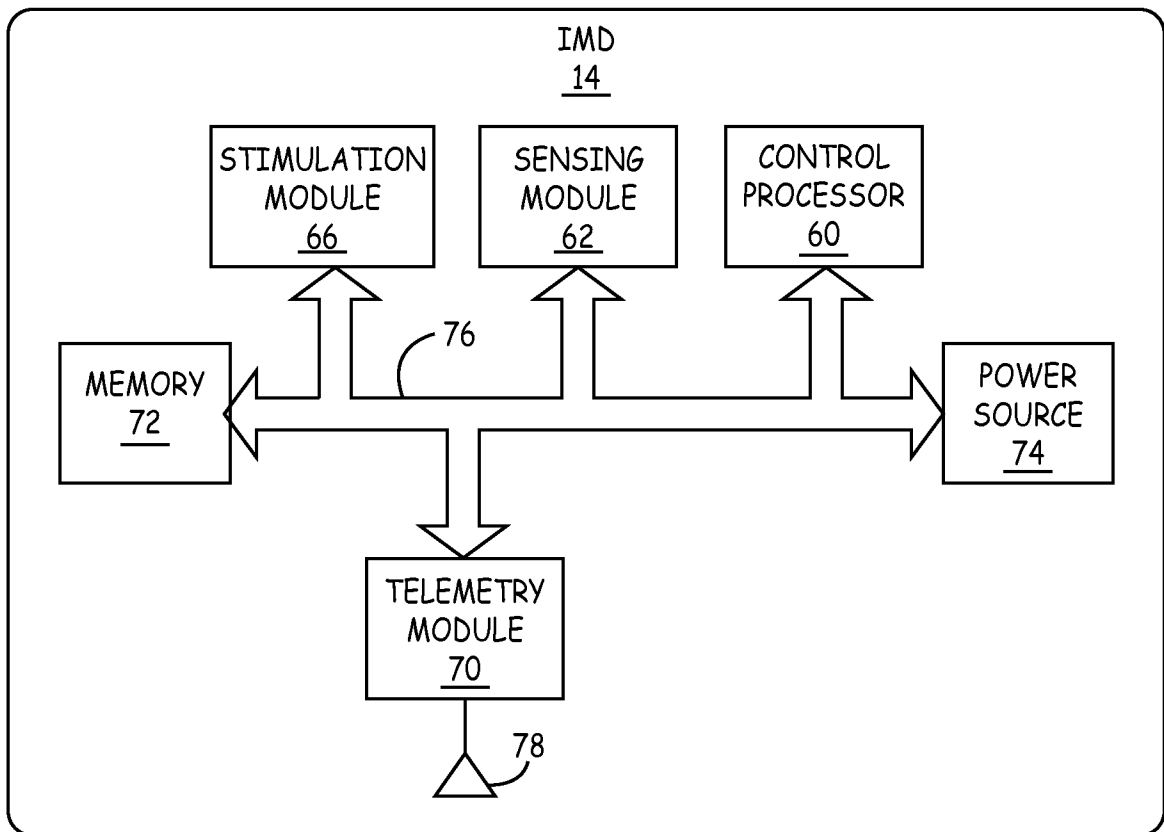 IMD
14
STIMULATION
MODULE
66
SENSING
MODULE
62
CONTROL
PROCESSOR
60
76
MEMORY
72
POWER
SOURCE
74
TELEMETRY
MODULE
70
78